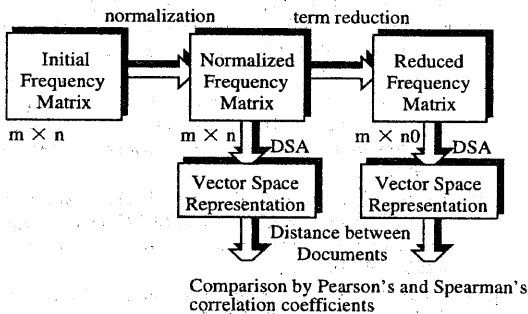 normalization
term reduction
Initial
Frequency
Matrix
Normalized
Frequency
Matrix
Reduced
Frequency
Matrix
m × n
m × n
m × n0
DSA
DSA
Vector Space
Representation
Vector Space
Representation
Distance between
Documents
Comparison by Pearson's and Spearman's
correlation coefficients